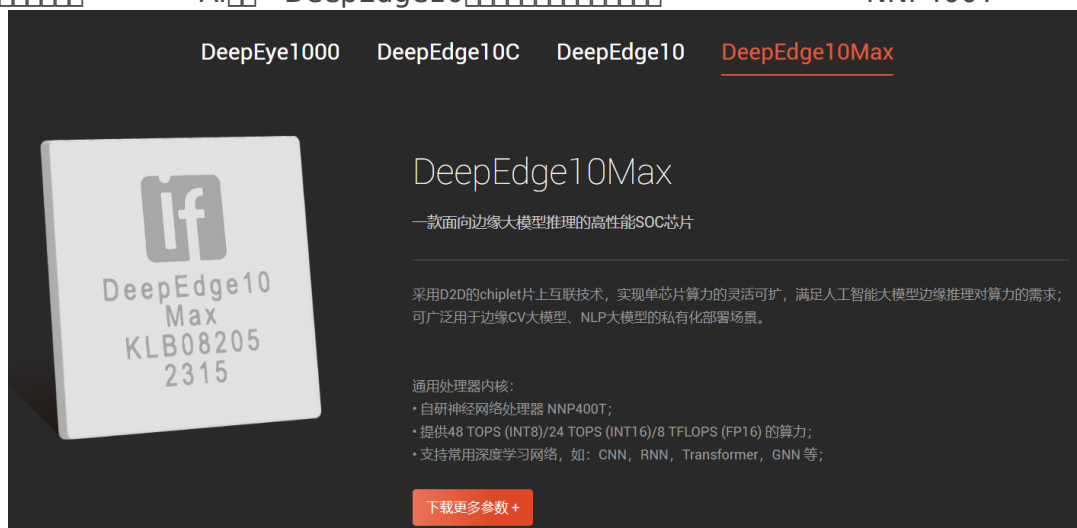 DeepEdge10
NNP400T
DeepEye1000 DeepEdge10C DeepEdge10 DeepEdge10Max
if
DeepEdge10
Max
KLB08205
2315
DeepEdge10Max
一款面向边缘大模型推理的高性能SOC芯片
采用D2D的chiplet片上互联技术，实现单芯片算力的灵活可扩，满足人工智能大模型边缘推理对算力的需求；
可广泛用于边缘CV大模型、NLP大模型的私有化部署场景。
通用处理器内核：
• 自研神经网络处理器 NNP400T；
• 提供48 TOPS (INT8)/24 TOPS (INT16)/8 TFLOPS (FP16) 的算力；
• 支持常用深度学习网络，如：CNN，RNN，Transformer，GNN 等；
下载更多参数 +